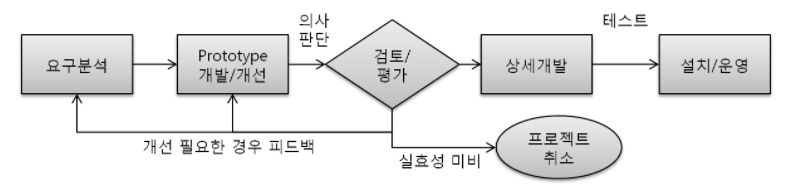 요구분석
Prototype
개발/개선
의사
판단
검토/
평가
상세개발
테스트
설치/운영
개선 필요한 경우 피드백
실효성 미비
프로젝트
취소